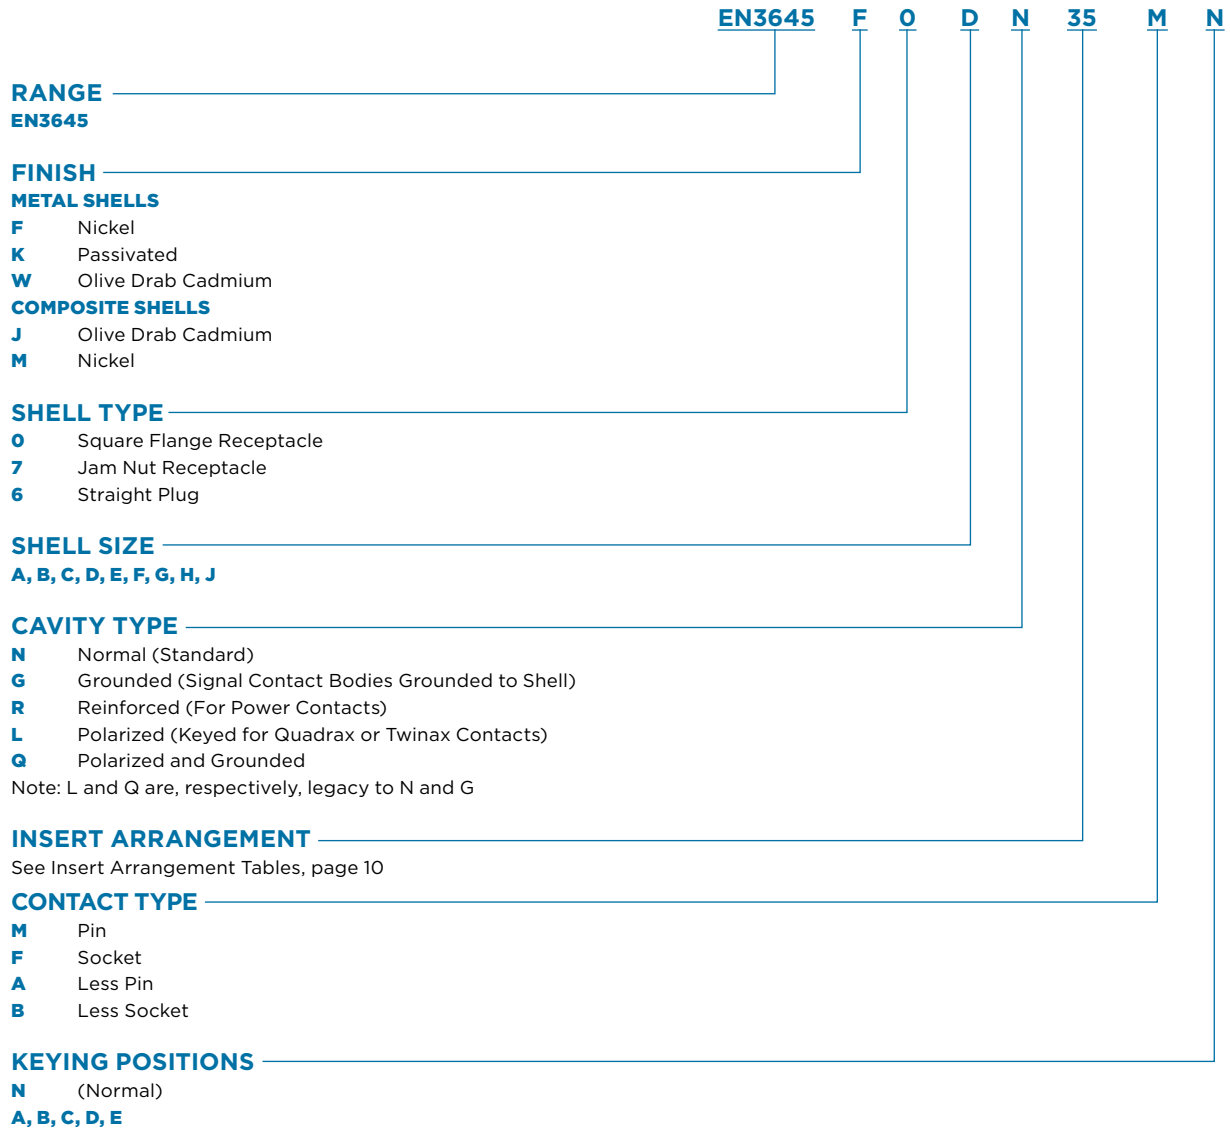 EN3645 F 0 D N 35 M N
RANGE
EN3645
FINISH
METAL SHELLS
F Nickel
K Passivated
W Olive Drab Cadmium
COMPOSITE SHELLS
J Olive Drab Cadmium
M Nickel
SHELL TYPE
0 Square Flange Receptacle
7 Jam Nut Receptacle
6 Straight Plug
SHELL SIZE
A, B, C, D, E, F, G, H, J
CAVITY TYPE
N Normal (Standard)
G Grounded (Signal Contact Bodies Grounded to Shell)
R Reinforced (For Power Contacts)
L Polarized (Keyed for Quadrax or Twinax Contacts)
Q Polarized and Grounded
Note: L and Q are, respectively, legacy to N and G
INSERT ARRANGEMENT
See Insert Arrangement Tables, page 10
CONTACT TYPE
M Pin
F Socket
A Less Pin
B Less Socket
KEYING POSITIONS
N (Normal)
A, B, C, D, E